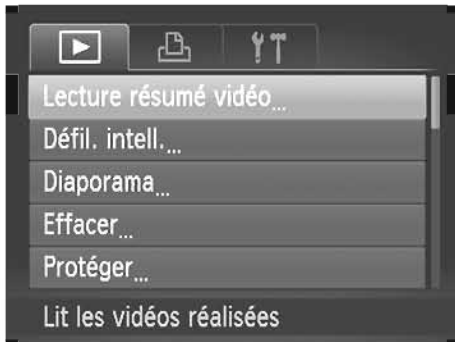 Lecture résumé vidéo...
Défil. intell....
Diaporama...
Effacer...
Protéger...
Lit les vidéos réalisées